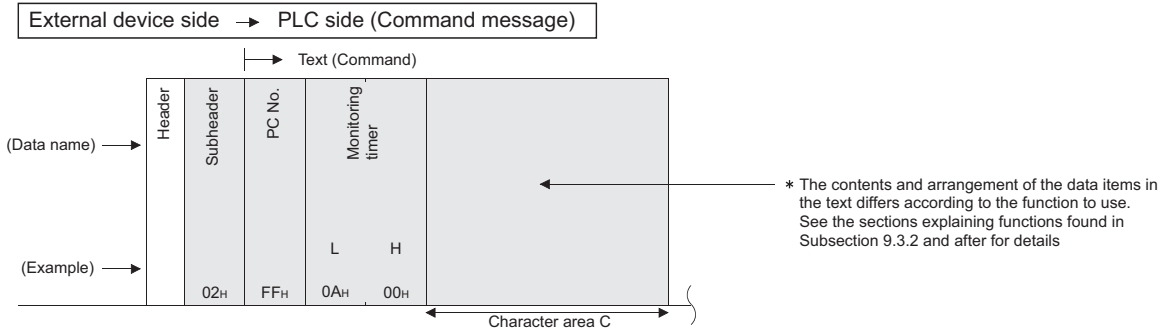 External device side → PLC side (Command message)
Text (Command)
Header
Subheader
PC No.
Monitoring
timer
(Data name)
* The contents and arrangement of the data items in
the text differs according to the function to use.
See the sections explaining functions found in
Subsection 9.3.2 and after for details
L H
(Example)
02H FFH 0AH 00H
Character area C